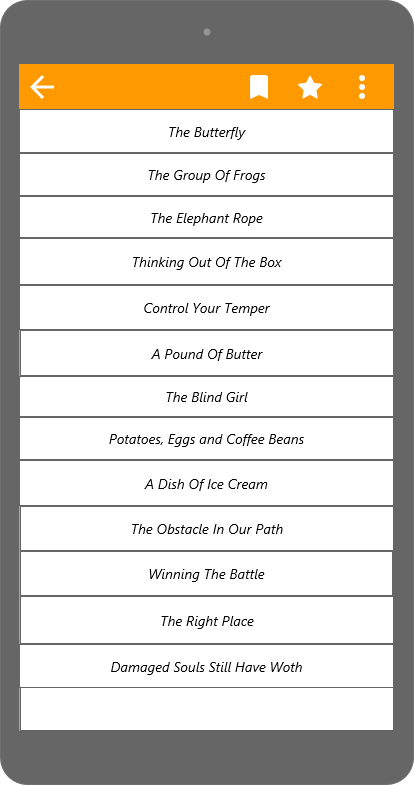 The Butterfly
The Group Of Frogs
The Elephant Rope
Thinking Out Of The Box
Control Your Temper
A Pound Of Butter
The Blind Girl
Potatoes, Eggs and Coffee Beans
A Dish Of Ice Cream
The Obstacle In Our Path
Winning The Battle
The Right Place
Damaged Souls Still Have Woth